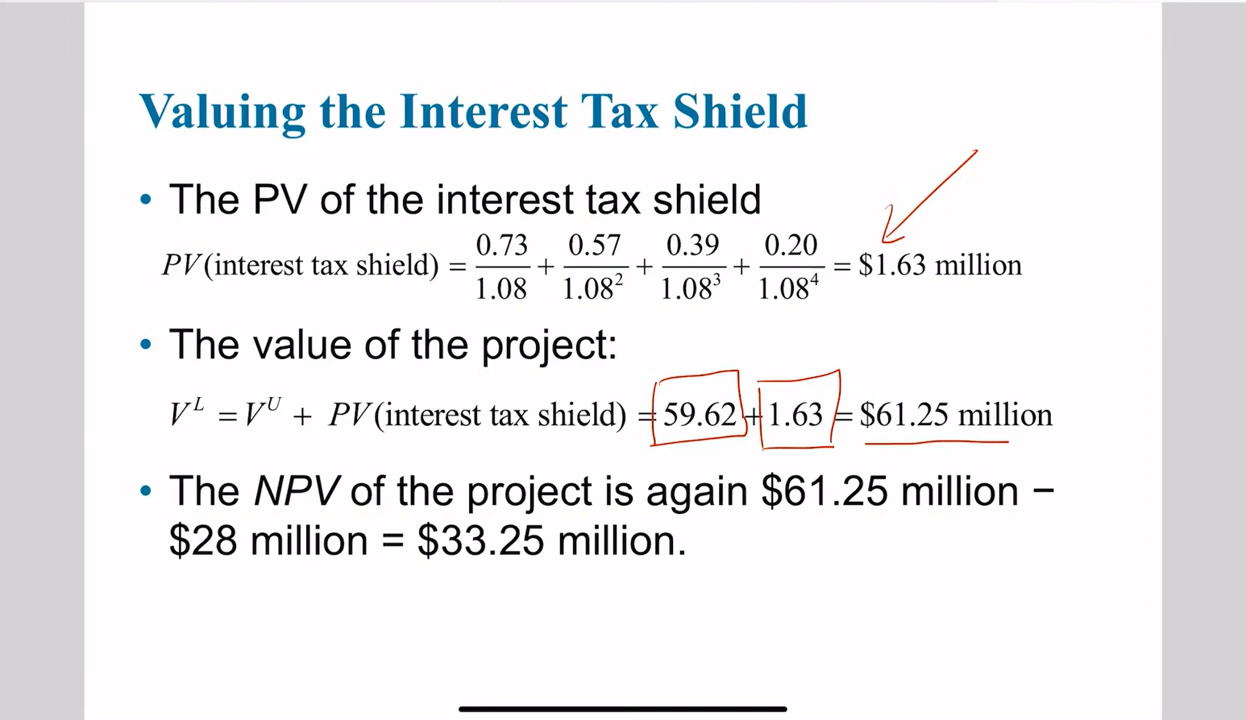 Valuing the Interest Tax Shield
• The PV of the interest tax shield
PV(interest tax shield) = 0.73/1.08 + 0.57/1.08² + 0.39/1.08³ + 0.20/1.08⁴ = $1.63 million
• The value of the project:
Vᴸ = Vᵁ + PV(interest tax shield) = 59.62 + 1.63 = $61.25 million
• The NPV of the project is again $61.25 million −
$28 million = $33.25 million.